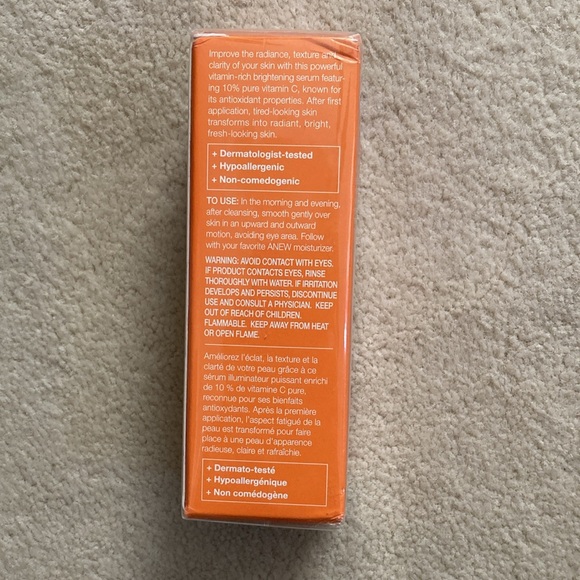 Improve the radiance, texture and
clarity of your skin with this powerful
vitamin-rich brightening serum featur-
ing 10% pure vitamin C, known for
its antioxidant properties. After first
application, tired-looking skin
transforms into radiant, bright,
fresh-looking skin.
+ Dermatologist-tested
+ Hypoallergenic
+ Non-comedogenic
TO USE: In the morning and evening,
after cleansing, smooth gently over
skin in an upward and outward
motion, avoiding eye area. Follow
with your favorite ANEW moisturizer.
WARNING: AVOID CONTACT WITH EYES.
IF PRODUCT CONTACTS EYES, RINSE
THOROUGHLY WITH WATER. IF IRRITATION
DEVELOPS AND PERSISTS, DISCONTINUE
USE AND CONSULT A PHYSICIAN. KEEP
OUT OF REACH OF CHILDREN.
FLAMMABLE. KEEP AWAY FROM HEAT
OR OPEN FLAME.
Améliorez l'éclat, la texture et la
clarté de votre peau grâce à ce
sérum illuminateur puissant enrichi
de 10 % de vitamine C pure,
reconnue pour ses bienfaits
antioxydants. Après la première
application, l'aspect fatigué de la
peau est transformé pour faire
place à une peau d'apparence
radieuse, claire et rafraîchie.
+ Dermato-testé
+ Hypoallergénique
+ Non comédogène